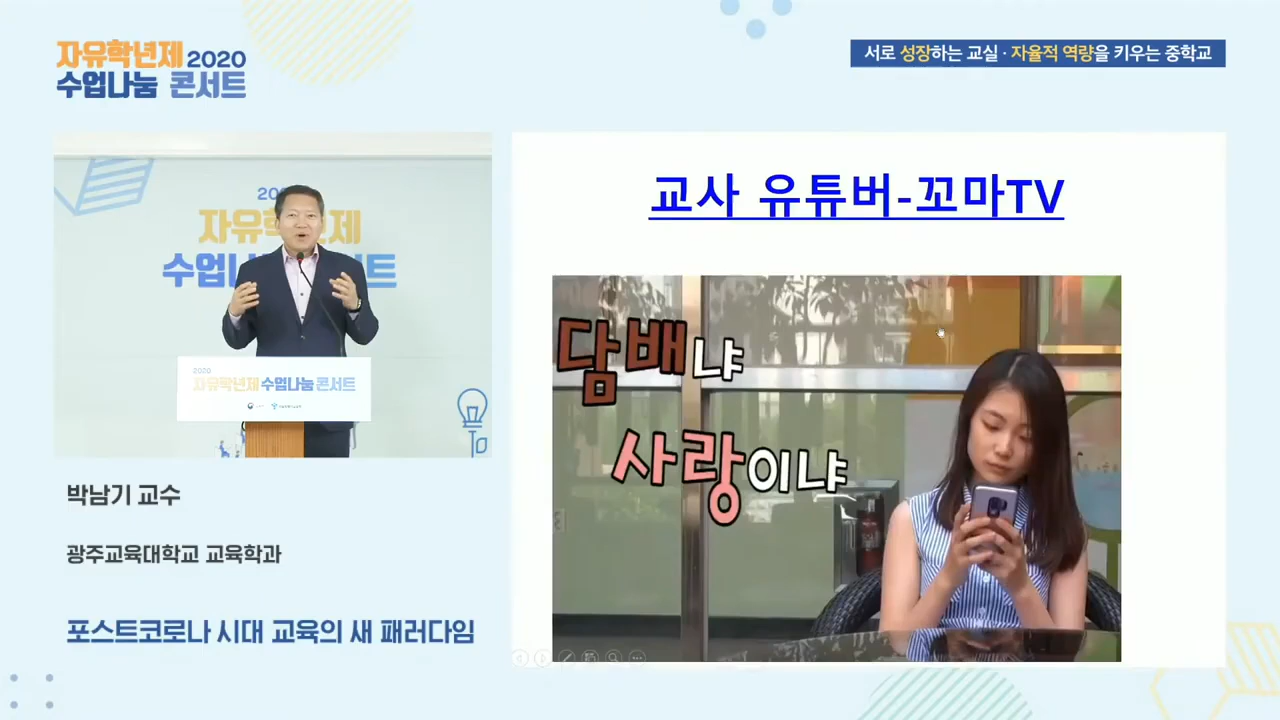 자유학년제 2020
수업나눔 콘서트
서로 성장하는 교실 · 자율적 역량을 키우는 중학교
자유학년제
수업나눔 콘서트
2020
자유학년제 수업나눔 콘서트
박남기 교수
광주교육대학교 교육학과
포스트코로나 시대 교육의 새 패러다임
교사 유튜버-꼬마TV
담배냐
사랑이냐